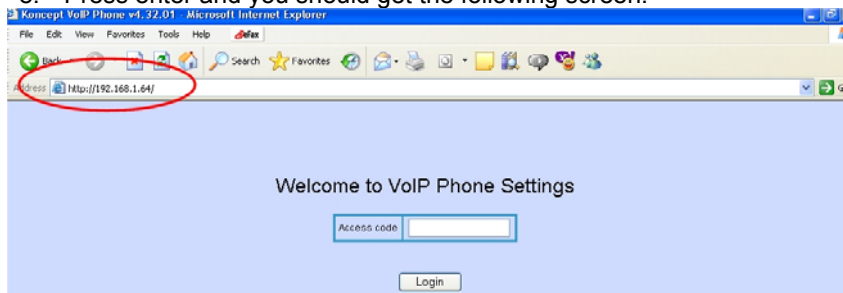 Press enter and you should get the following screen.
Koncept VoIP Phone v4.32.01 - Microsoft Internet Explorer
File Edit View Favorites Tools Help eFax
Back Search Favorites
Address http://192.168.1.64/
Welcome to VoIP Phone Settings
Access code
Login